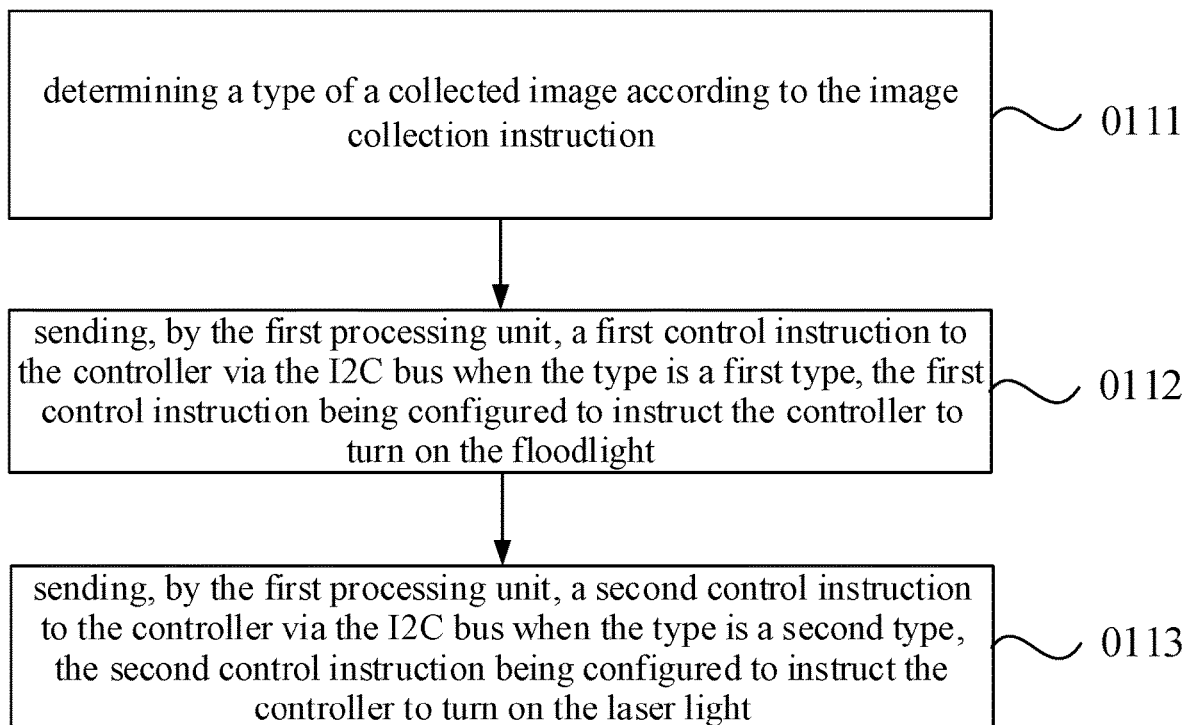 determining a type of a collected image according to the image
collection instruction
0111
sending, by the first processing unit, a first control instruction to
the controller via the I2C bus when the type is a first type, the first
control instruction being configured to instruct the controller to
turn on the floodlight
0112
sending, by the first processing unit, a second control instruction
to the controller via the I2C bus when the type is a second type,
the second control instruction being configured to instruct the
controller to turn on the laser light
0113